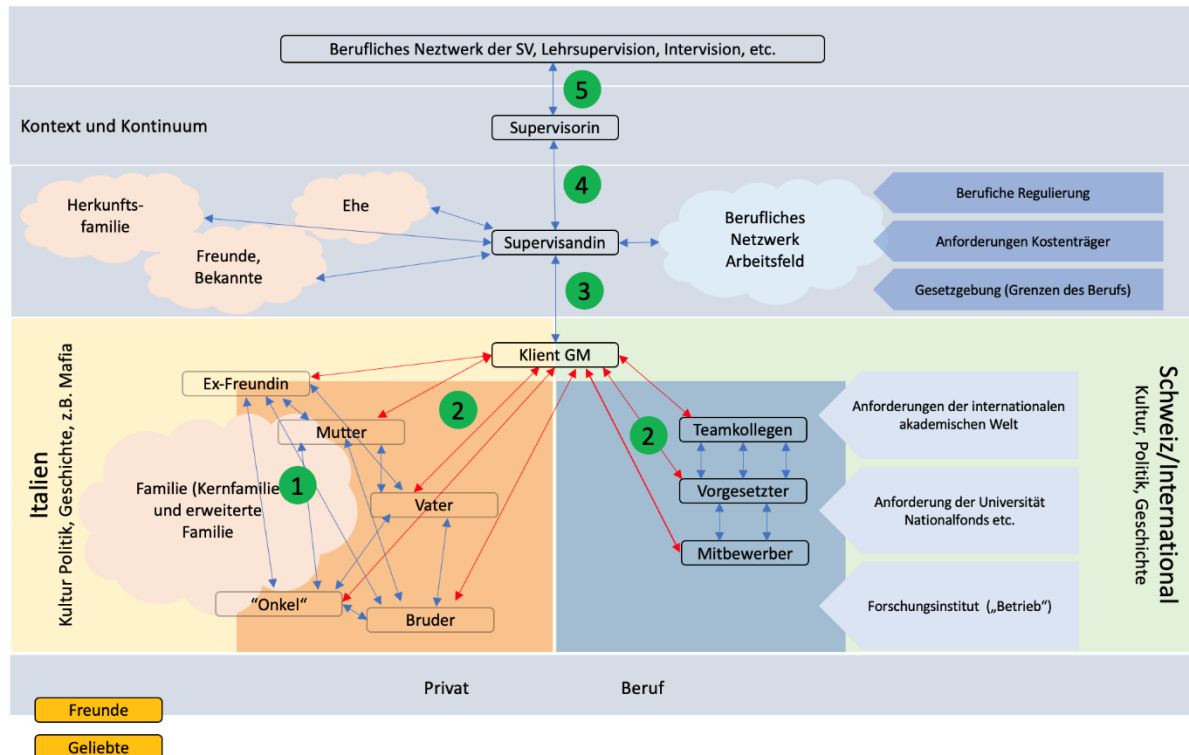 Berufliches Neztwerk der SV, Lehrsupervision, Intervision, etc.
5
Kontext und Kontinuum
Supervisorin
4
Herkunfts-
familie
Ehe
Freunde,
Bekannte
Supervisandin
Berufliches
Netzwerk
Arbeitsfeld
Berufiche Regulierung
Anforderungen Kostenträger
Gesetzgebung (Grenzen des Berufs)
3
Klient GM
Italien
Kultur Politik, Geschichte, z.B. Mafia
Ex-Freundin
Mutter
2
1
Familie (Kernfamilie
und erweiterte
Familie
Vater
"Onkel"
Bruder
2
Teamkollegen
Vorgesetzter
Mitbewerber
Anforderungen der internationalen
akademischen Welt
Anforderung der Universität
Nationalfonds etc.
Forschungsinstitut („Betrieb")
Schweiz/International
Kultur, Politik, Geschichte
Privat
Beruf
Freunde
Geliebte